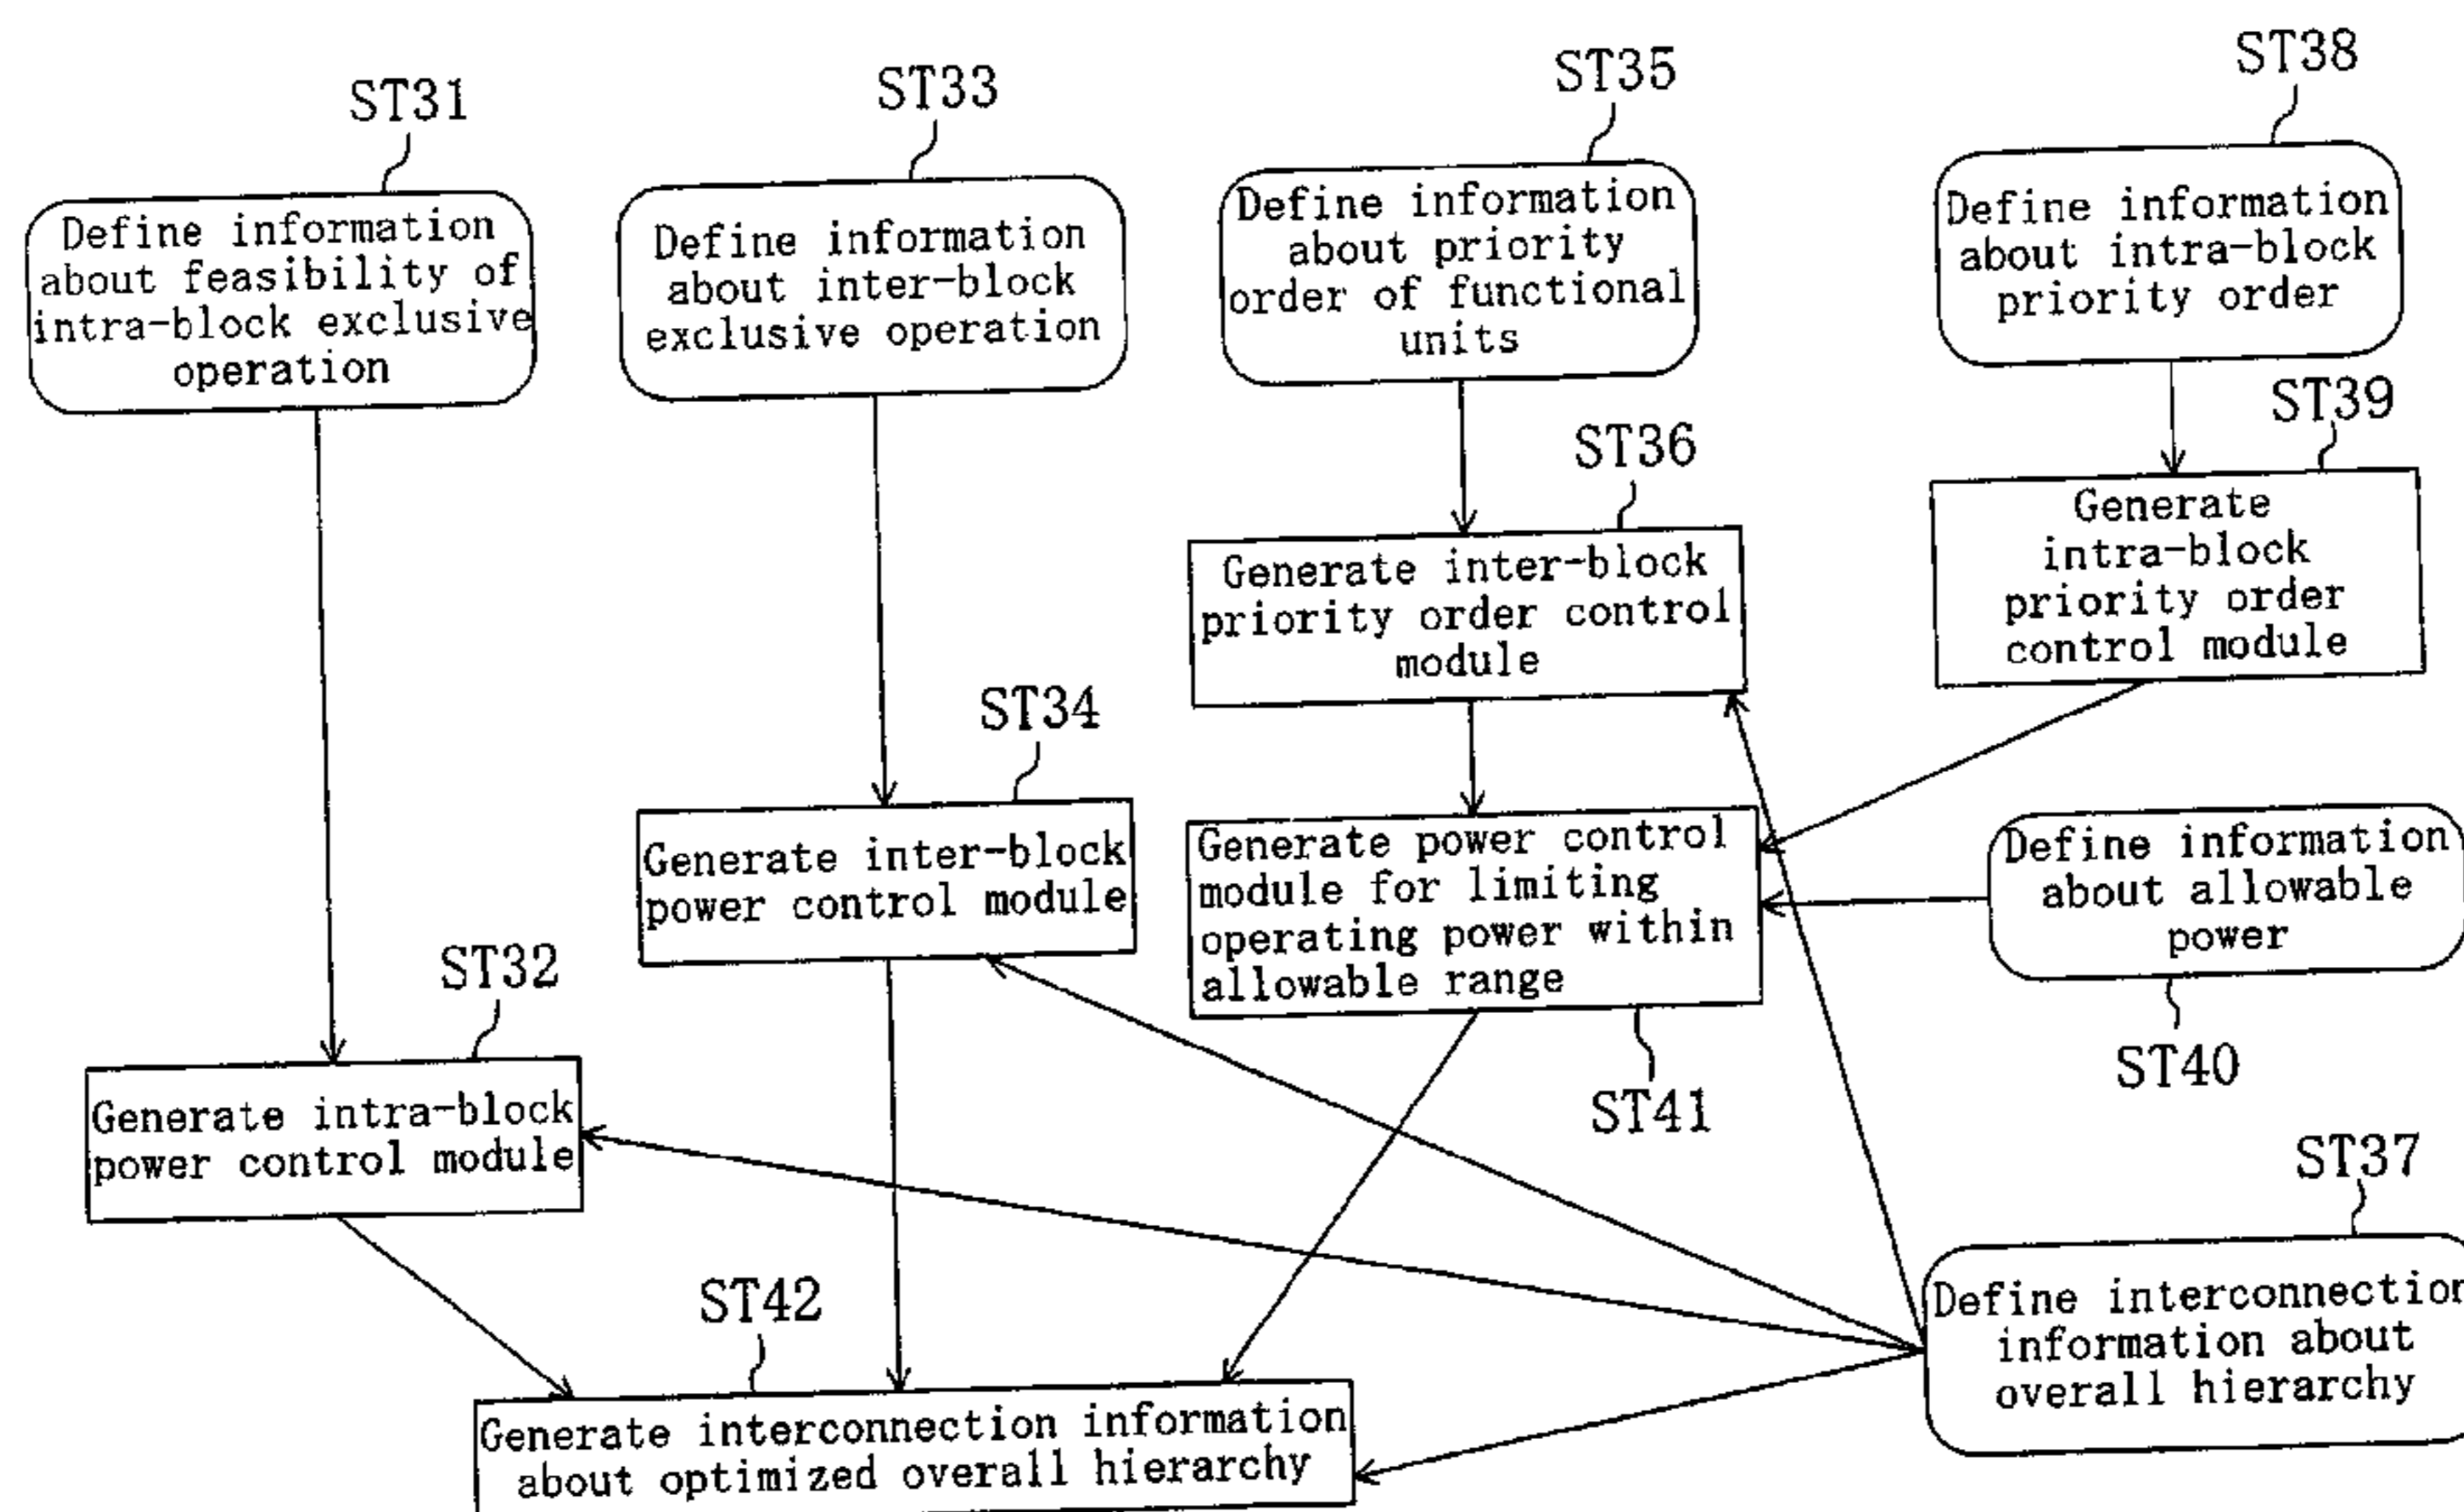 ST31
Define information
about feasibility of
intra-block exclusive
operation
ST33
Define information
about inter-block
exclusive operation
ST35
Define information
about priority
order of functional
units
ST38
Define information
about intra-block
priority order
ST36
Generate inter-block
priority order control
module
ST39
Generate
intra-block
priority order
control module
ST34
Generate inter-block
power control module
Generate power control
module for limiting
operating power within
allowable range
ST41
Define information
about allowable
power
ST40
ST32
Generate intra-block
power control module
ST37
Define interconnection
information about
overall hierarchy
ST42
Generate interconnection information
about optimized overall hierarchy